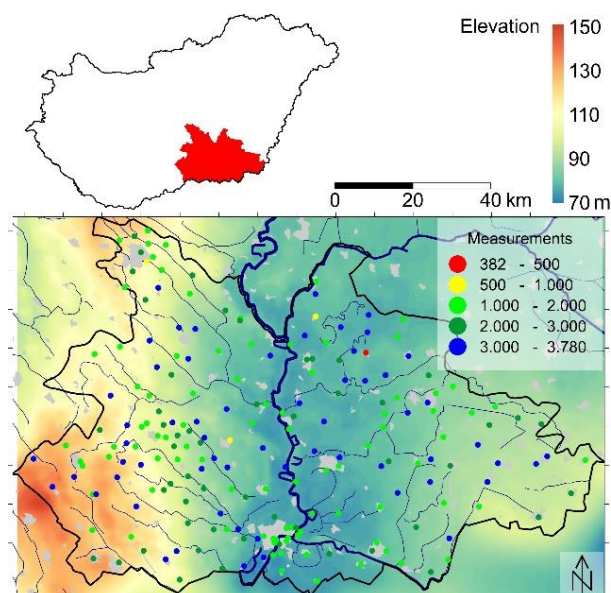 Elevation
150
130
110
90
70 m
0 20 40 km
Measurements
382 - 500
500 - 1.000
1.000 - 2.000
2.000 - 3.000
3.000 - 3.780
N